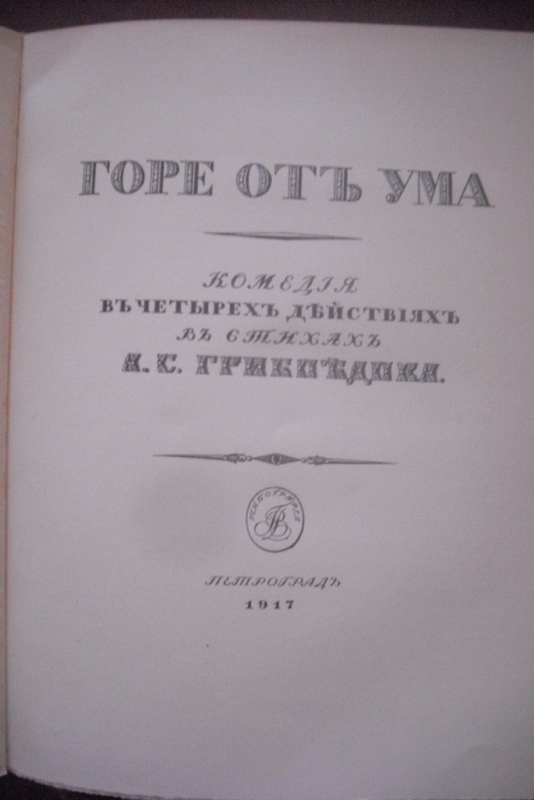 ГОРЕ ОТЪ УМА
КОМЕДІЯ
ВЪ ЧЕТЫРЕХЪ ДѢЙСТВІЯХЪ
ВЪ СТИХАХЪ
А. С. ГРИБОѢДОВА.
ПЕТРОГРАДЪ
1917